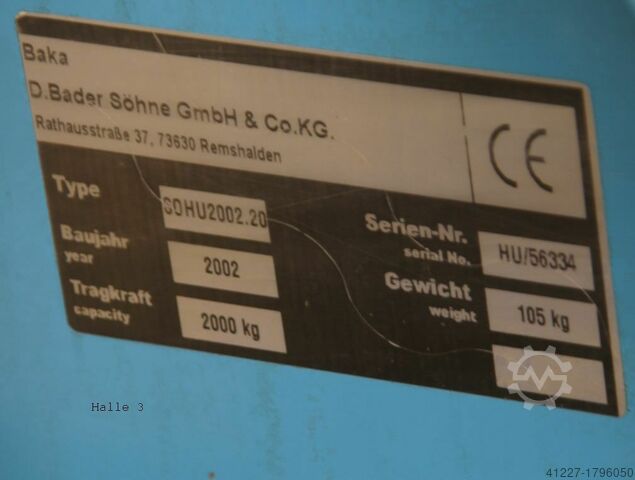 Baka
D.Bader Söhne GmbH & Co.KG.
Rathausstraße 37, 73630 Remshalden
CE
Type SOHU2002.20
Serien-Nr. HU/56334
serial No.
Baujahr 2002
year
Gewicht 105 kg
weight
Tragkraft 2000 kg
capacity
Halle 3
41227-1796050